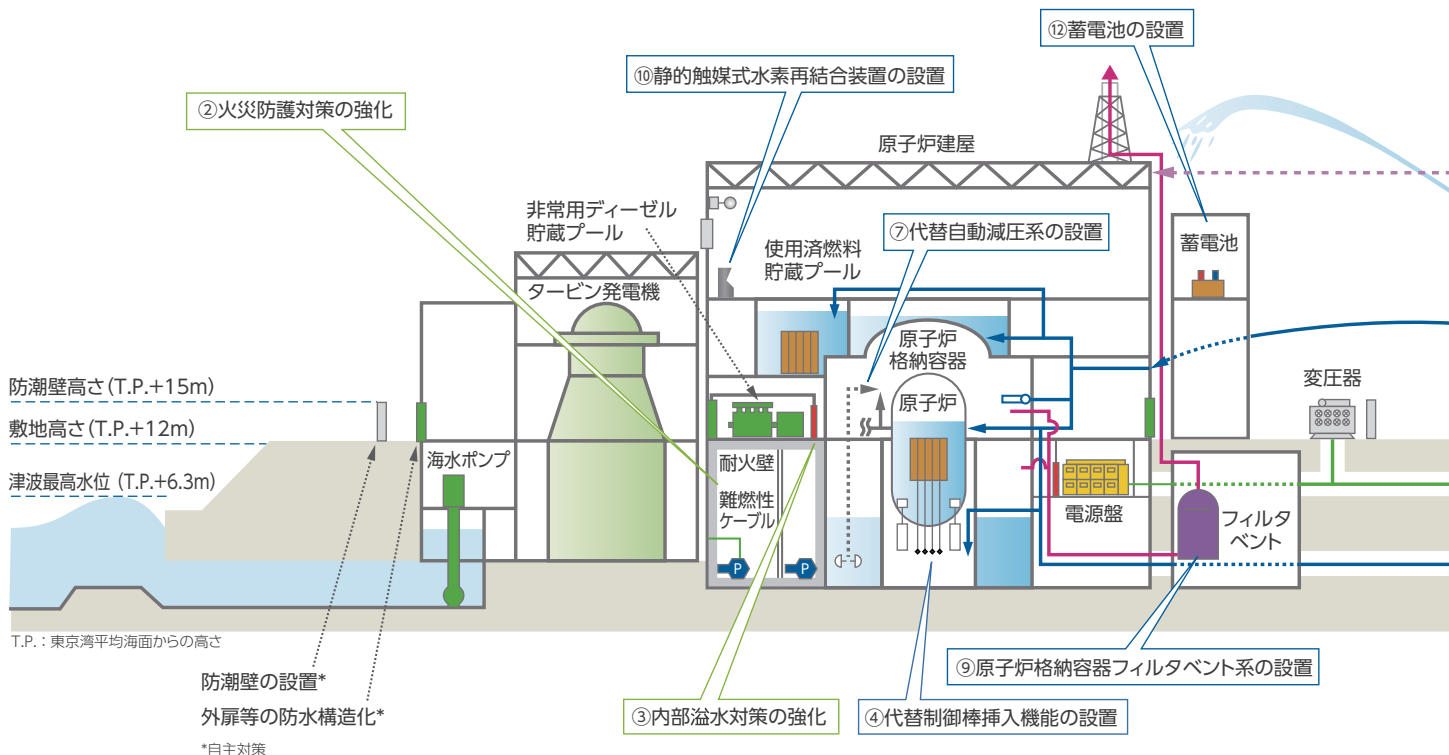 ⑫蓄電池の設置
⑩静的触媒式水素再結合装置の設置
②火災防護対策の強化
原子炉建屋
非常用ディーゼル
貯蔵プール
⑦代替自動減圧系の設置
使用済燃料
貯蔵プール
蓄電池
タービン発電機
原子炉
格納容器
変圧器
防潮壁高さ(T.P.+15m)
原子炉
敷地高さ(T.P.+12m)
海水ポンプ
耐火壁
津波最高水位 (T.P.+6.3m)
難燃性
ケーブル
電源盤
フィルタ
ベント
P
P
T.P.：東京湾平均海面からの高さ
⑨原子炉格納容器フィルタベント系の設置
防潮壁の設置*
外扉等の防水構造化*
③内部溢水対策の強化
④代替制御棒挿入機能の設置
*自主対策